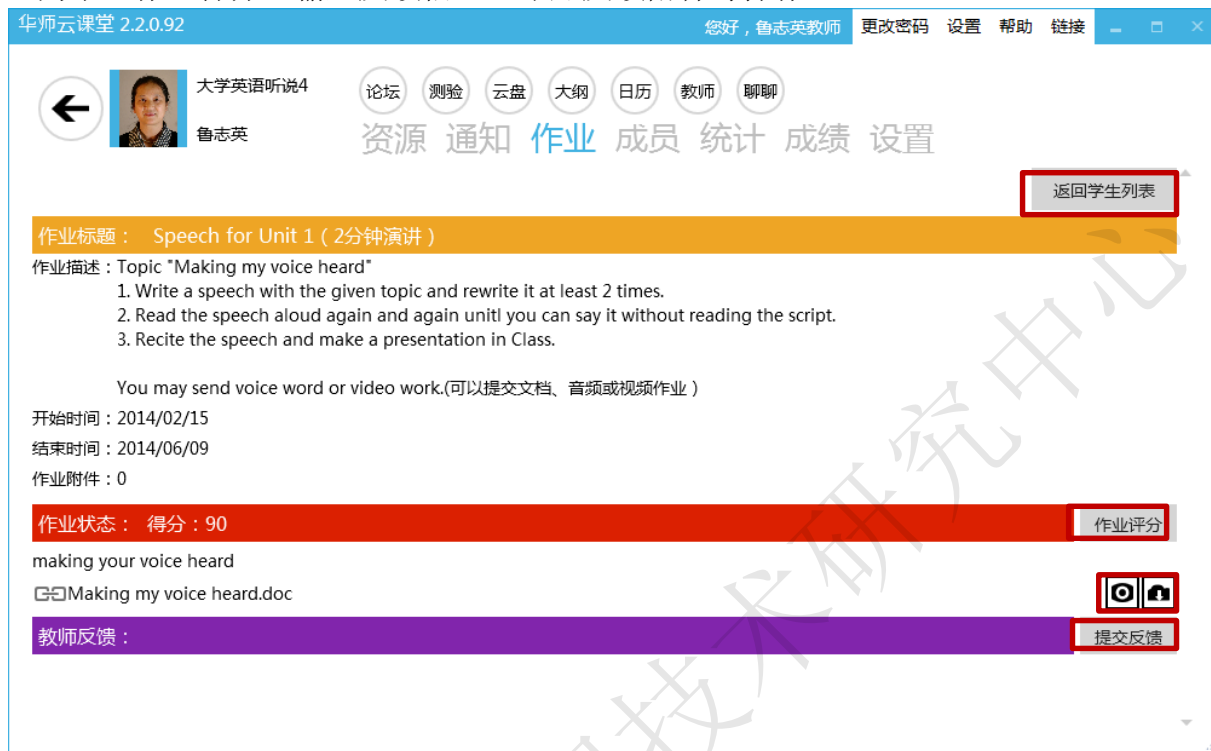 华师云课堂 2.2.0.92
您好，鲁志英教师 更改密码 设置 帮助 链接
大学英语听说4
鲁志英
论坛 测验 云盘 大纲 日历 教师 聊聊
资源 通知 作业 成员 统计 成绩 设置
返回学生列表
作业标题： Speech for Unit 1（2分钟演讲）
作业描述：Topic "Making my voice heard"
1. Write a speech with the given topic and rewrite it at least 2 times.
2. Read the speech aloud again and again unitl you can say it without reading the script.
3. Recite the speech and make a presentation in Class.
You may send voice word or video work.(可以提交文档、音频或视频作业）
开始时间：2014/02/15
结束时间：2014/06/09
作业附件：0
作业状态： 得分：90 作业评分
making your voice heard
Making my voice heard.doc
教师反馈： 提交反馈
技术研究中心